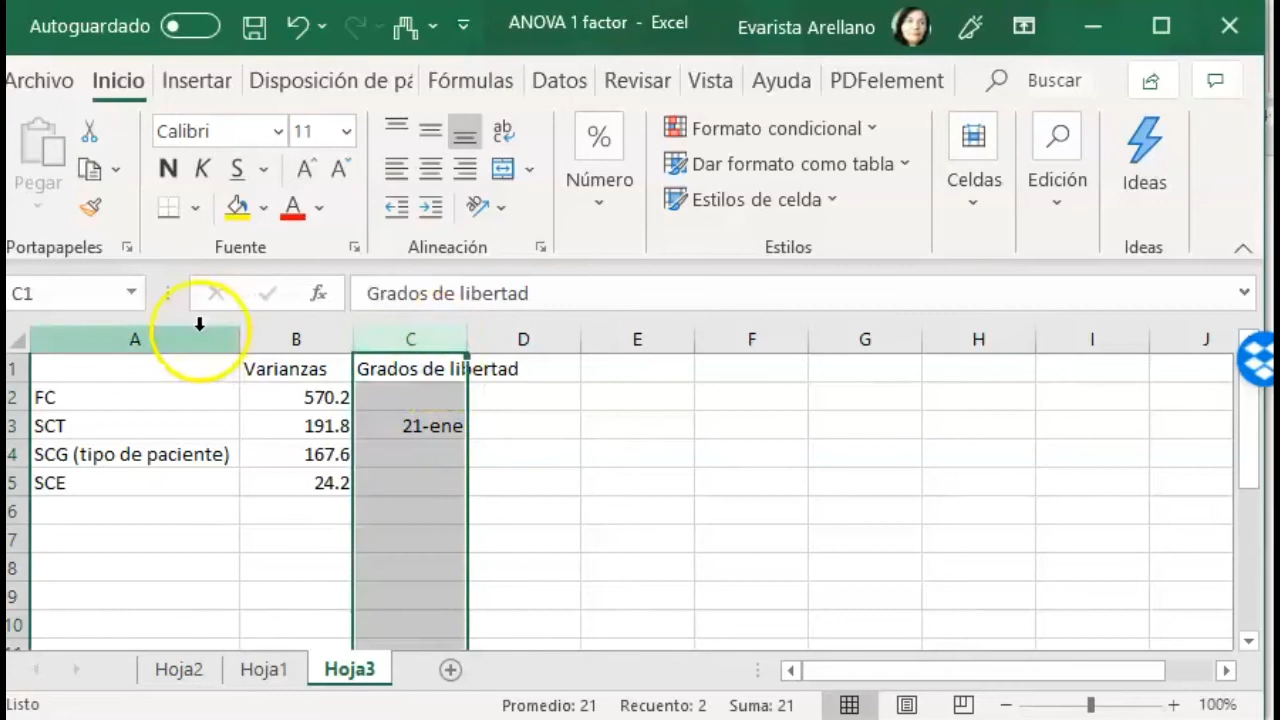 Autoguardado
ANOVA 1 factor - Excel
Evarista Arellano
Archivo Inicio Insertar Disposición de pá Fórmulas Datos Revisar Vista Ayuda PDFelement Buscar
Pegar
Calibri 11
N K S A A
A
ab
c
%
Número
Formato condicional
Dar formato como tabla
Estilos de celda
Celdas
Edición
Ideas
Portapapeles Fuente Alineación Estilos Ideas
C1 fx Grados de libertad
A B C D E F G H I J
1 Varianzas Grados de libertad
2 FC 570.2
3 SCT 191.8 21-ene
4 SCG (tipo de paciente) 167.6
5 SCE 24.2
6
7
8
9
10
Hoja2 Hoja1 Hoja3
Listo Promedio: 21 Recuento: 2 Suma: 21 100%